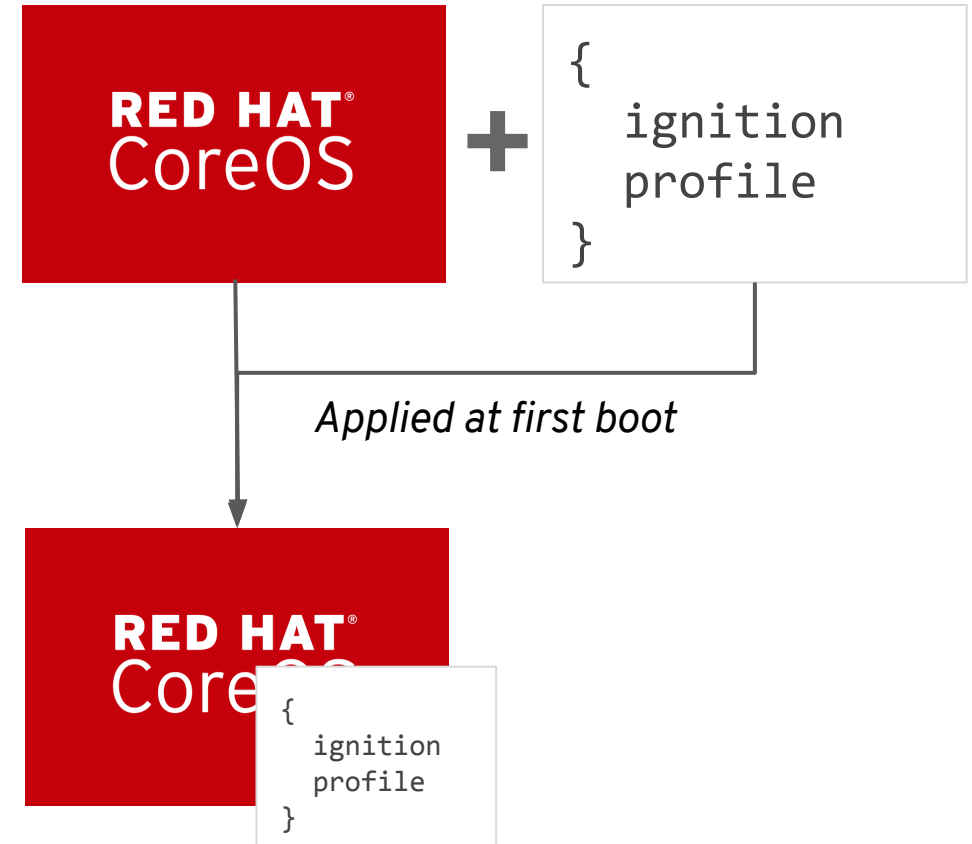 RED HAT®
CoreOS
+
{
ignition
profile
}
Applied at first boot
RED HAT®
Core
{
ignition
profile
}